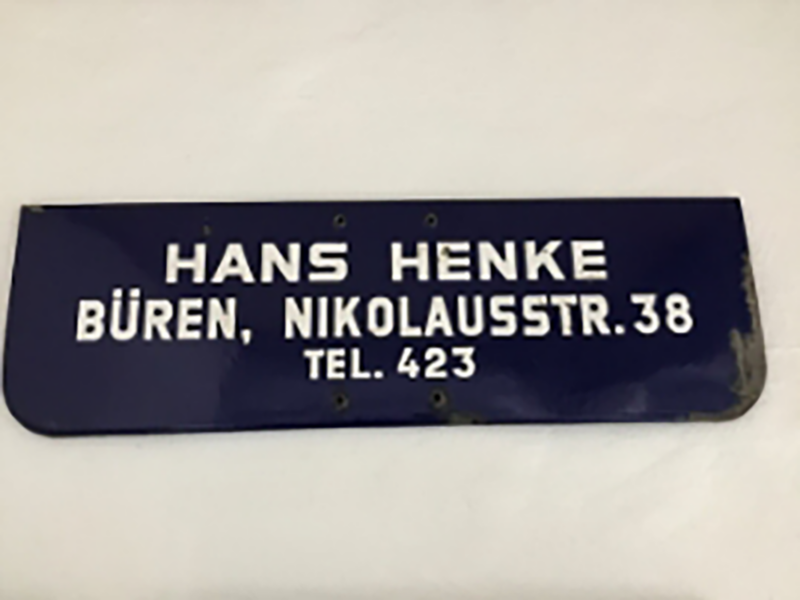 HANS HENKE
BÜREN, NIKOLAUSSTR. 38
TEL. 423